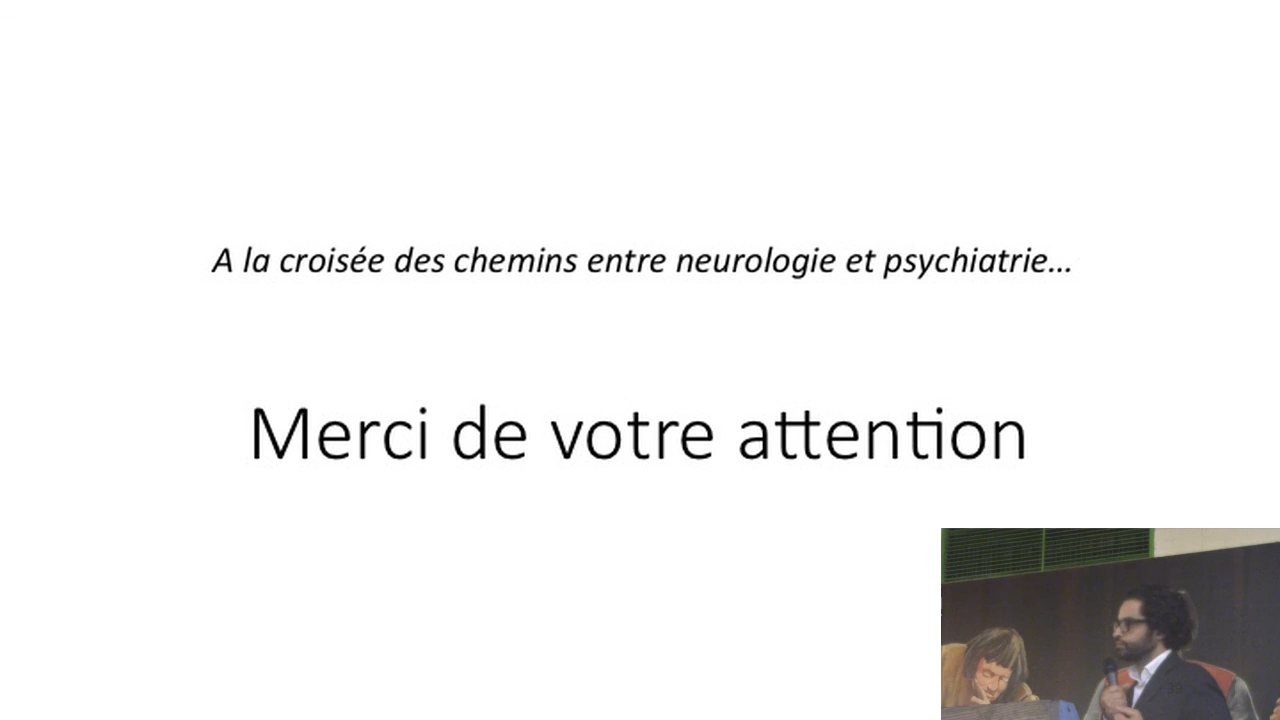 A la croisée des chemins entre neurologie et psychiatrie...
Merci de votre attention